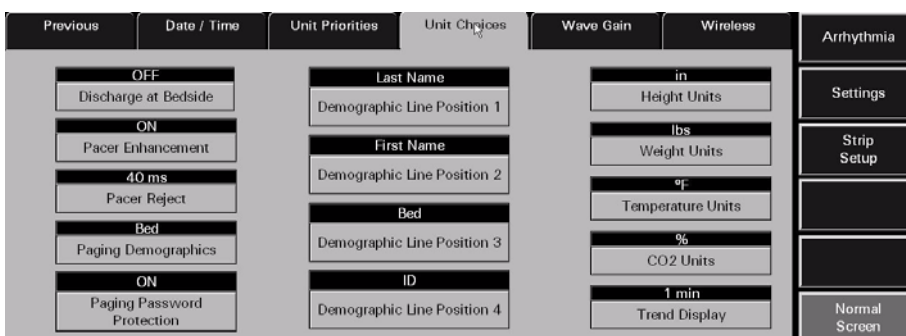 Previous
Date / Time
Unit Priorities
Unit Choices
Wave Gain
Wireless
OFF
Discharge at Bedside
ON
Pacer Enhancement
40 ms
Pacer Reject
Bed
Paging Demographics
ON
Paging Password
Protection
Last Name
Demographic Line Position 1
First Name
Demographic Line Position 2
Bed
Demographic Line Position 3
ID
Demographic Line Position 4
in
Height Units
lbs
Weight Units
ºF
Temperature Units
%
CO2 Units
1 min
Trend Display
Arrhythmia
Settings
Strip
Setup
Normal
Screen